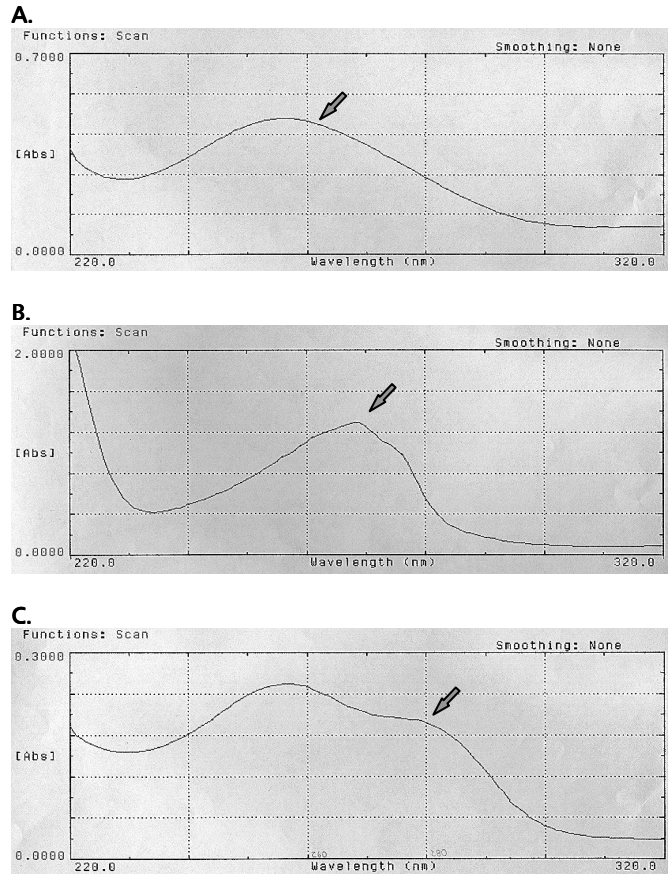 A.
Functions: Scan
Smoothing: None
0.7000
[Abs]
0.0000
220.0 Wavelength (nm) 320.0
B.
Functions: Scan
Smoothing: None
2.0000
[Abs]
0.0000
220.0 Wavelength (nm) 320.0
C.
Functions: Scan
Smoothing: None
0.3000
[Abs]
0.0000
260 280
220.0 Wavelength (nm) 320.0